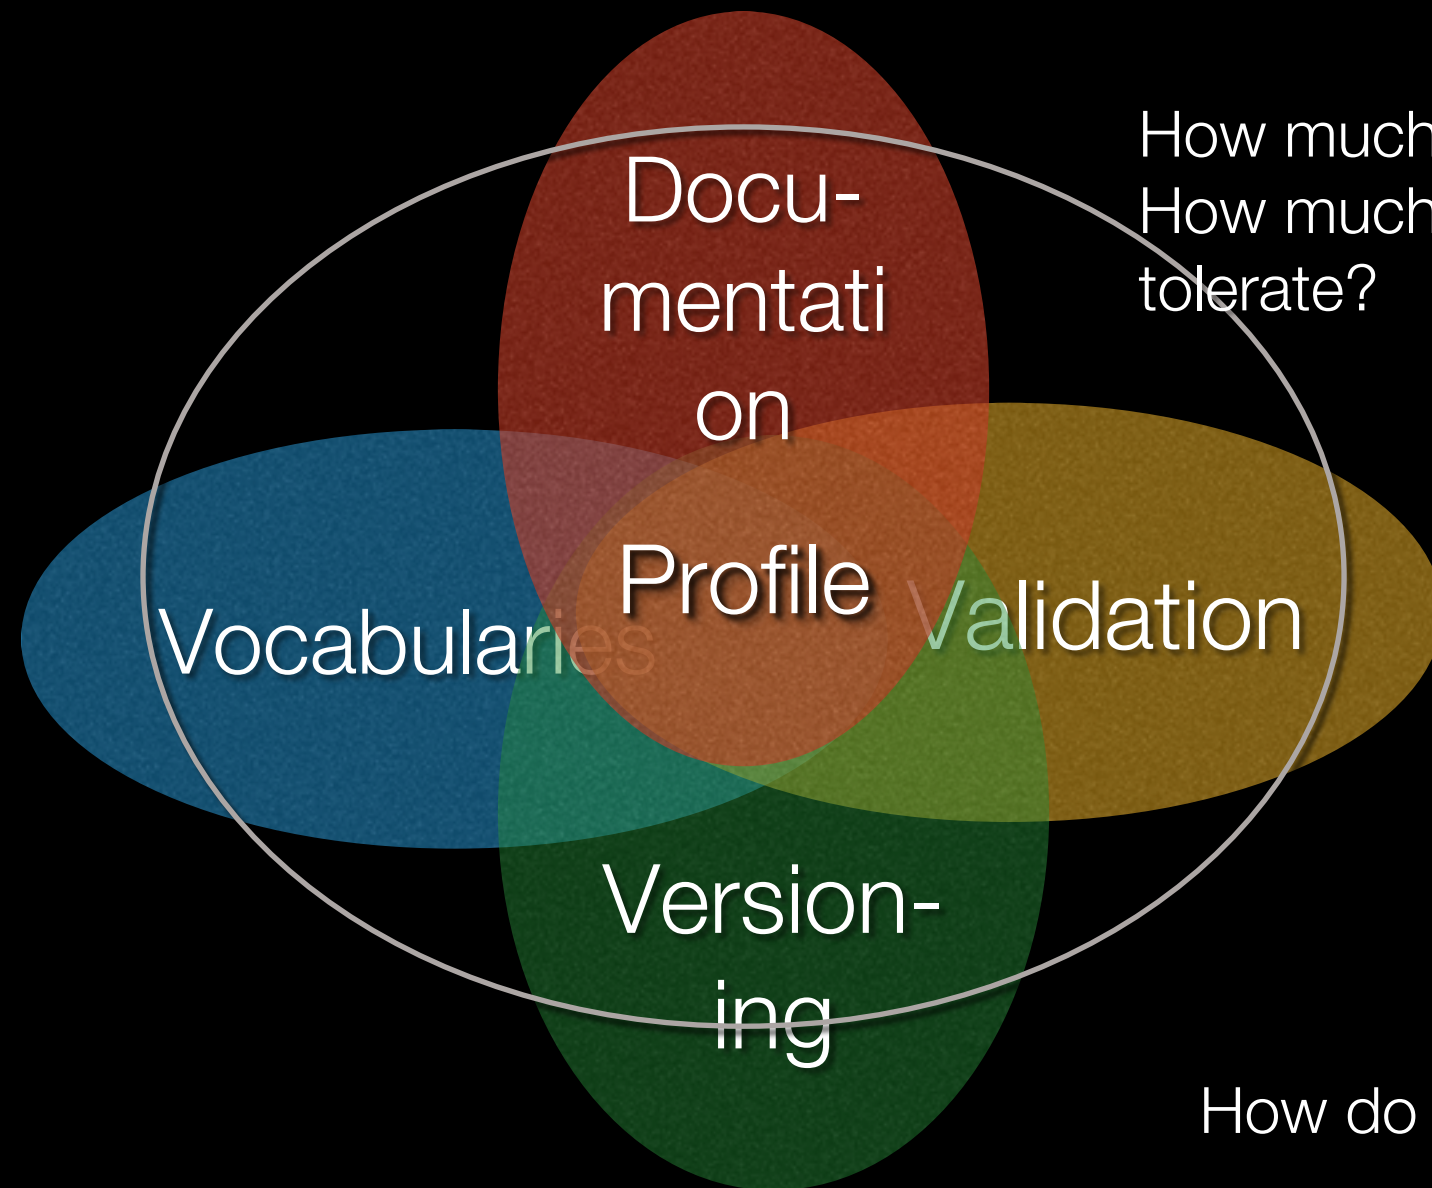 How much
How much
tolerate?
Docu-
mentati
on
Profile
Vocabularies
Validation
Version-
ing
How do